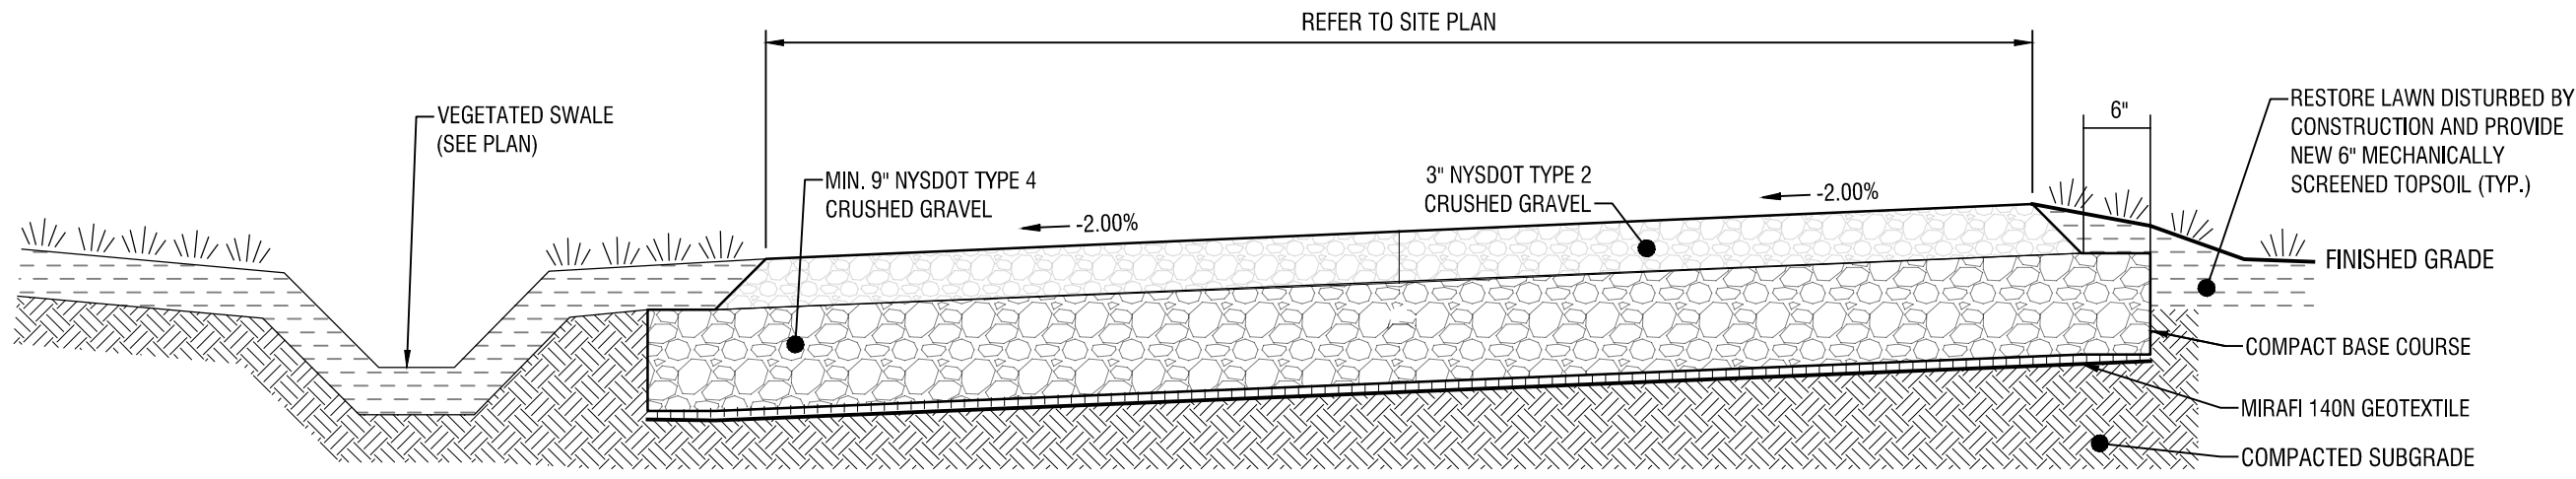 REFER TO SITE PLAN
VEGETATED SWALE
(SEE PLAN)
MIN. 9" NYSDOT TYPE 4
CRUSHED GRAVEL
-2.00%
3" NYSDOT TYPE 2
CRUSHED GRAVEL
-2.00%
6"
RESTORE LAWN DISTURBED BY
CONSTRUCTION AND PROVIDE
NEW 6" MECHANICALLY
SCREENED TOPSOIL (TYP.)
FINISHED GRADE
COMPACT BASE COURSE
MIRAFI 140N GEOTEXTILE
COMPACTED SUBGRADE